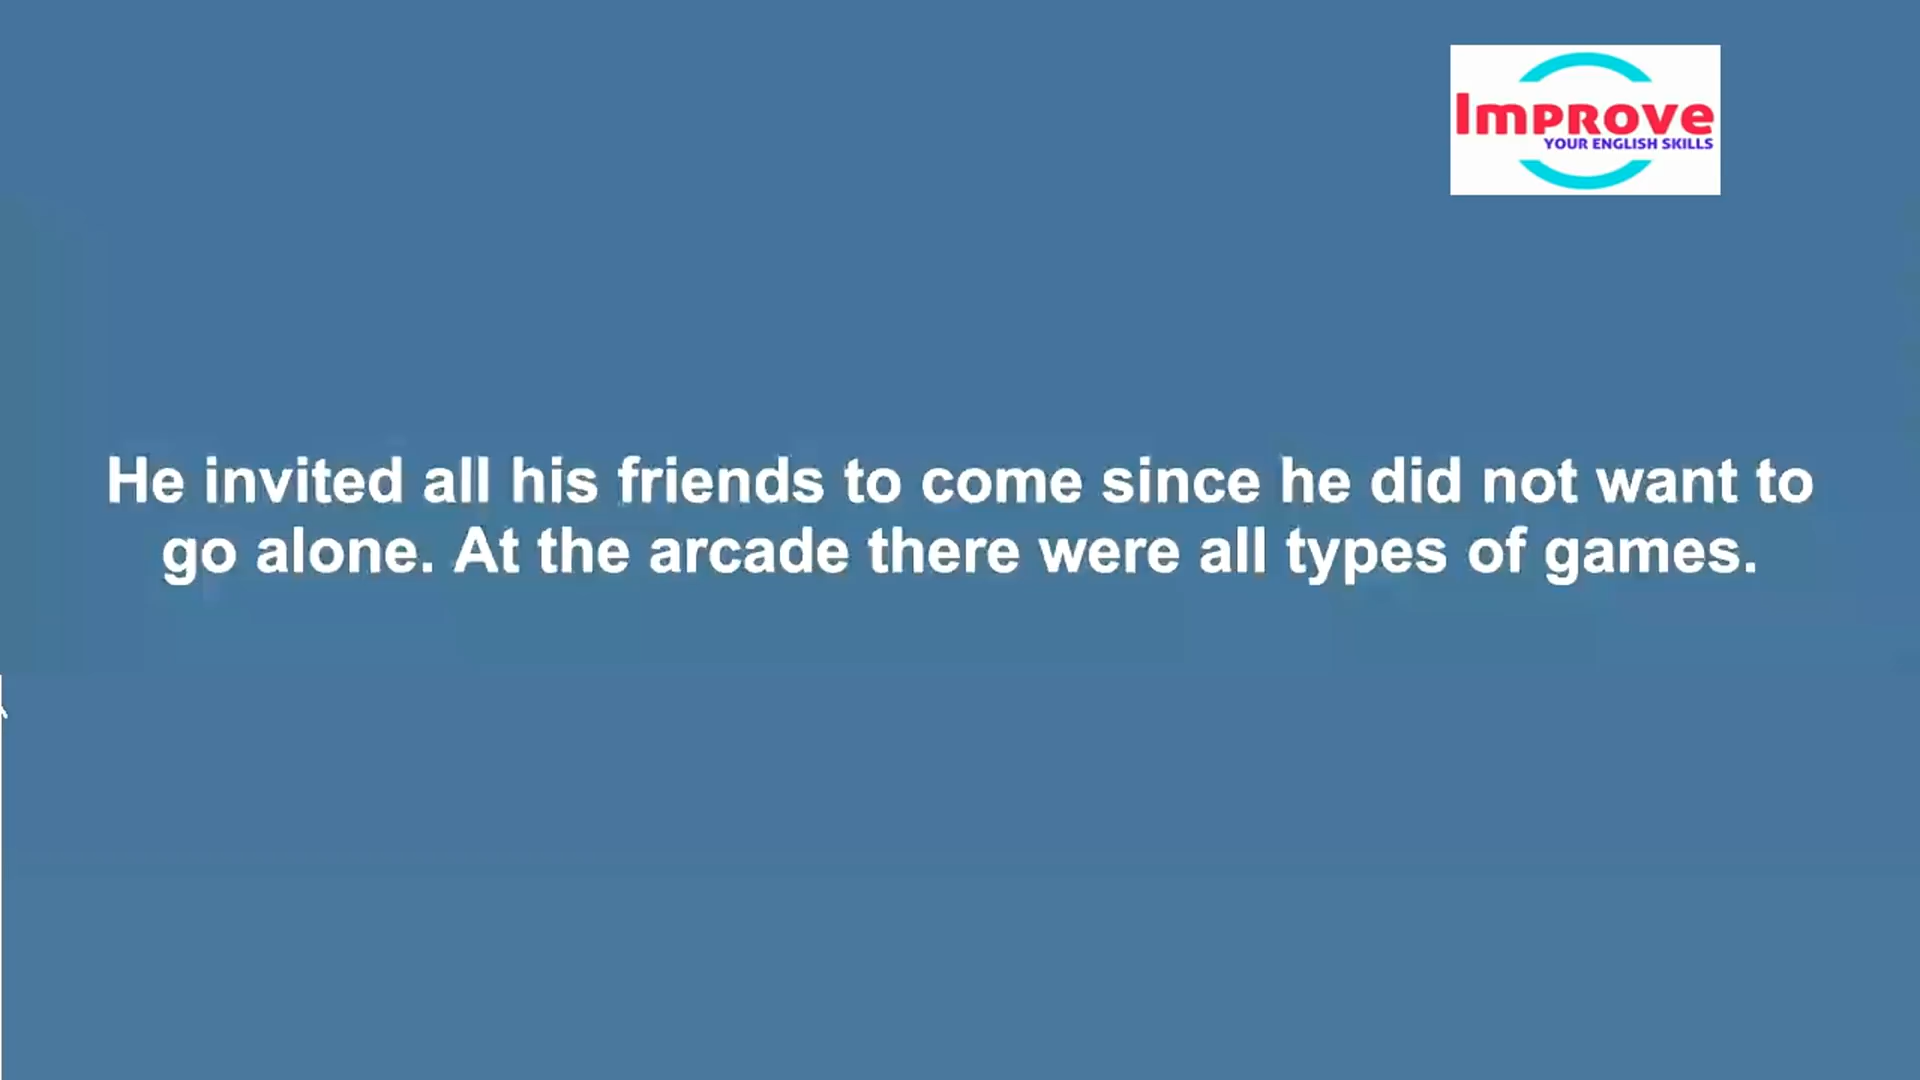 Improve
YOUR ENGLISH SKILLS
He invited all his friends to come since he did not want to
go alone. At the arcade there were all types of games.